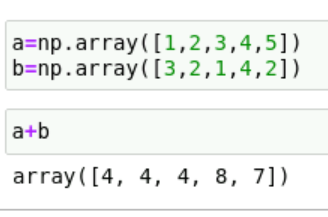 a=np.array([1,2,3,4,5])
b=np.array([3,2,1,4,2])
a+b
array([4, 4, 4, 8, 7])